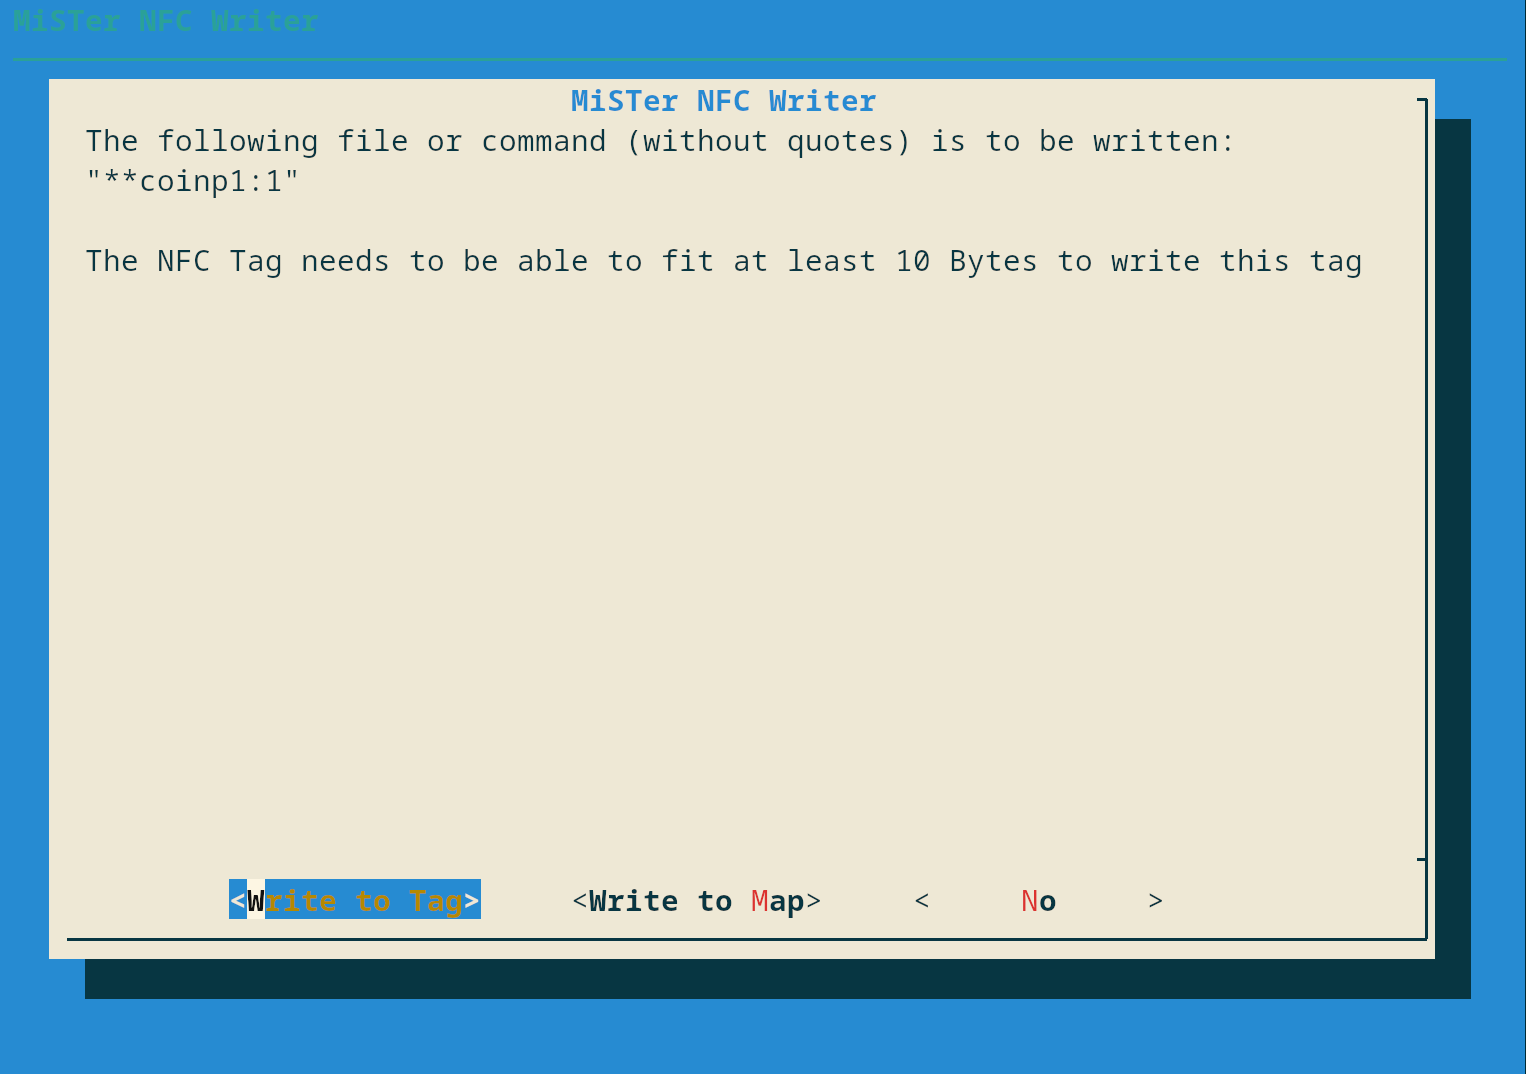 MiSTer NFC Writer
MiSTer NFC Writer
The following file or command (without quotes) is to be written:
"**coinp1:1"
The NFC Tag needs to be able to fit at least 10 Bytes to write this tag
<Write to Tag> <Write to Map> < No >